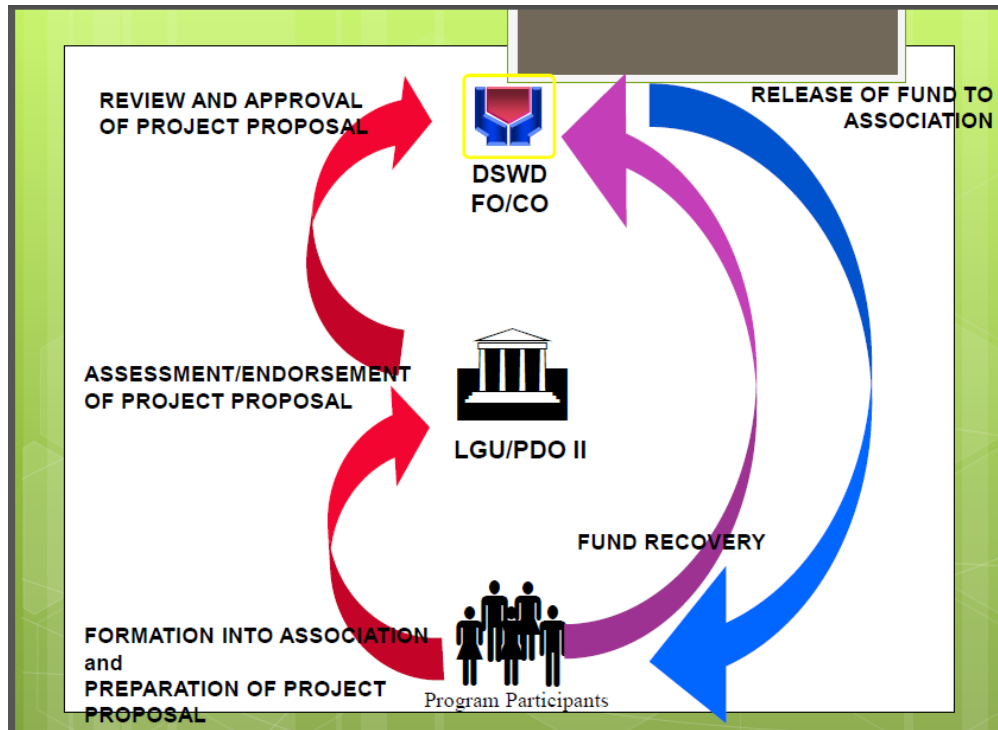 REVIEW AND APPROVAL
OF PROJECT PROPOSAL
RELEASE OF FUND TO
ASSOCIATION
DSWD
FO/CO
ASSESSMENT/ENDORSEMENT
OF PROJECT PROPOSAL
LGU/PDO II
FUND RECOVERY
FORMATION INTO ASSOCIATION
and
PREPARATION OF PROJECT
PROPOSAL
Program Participants